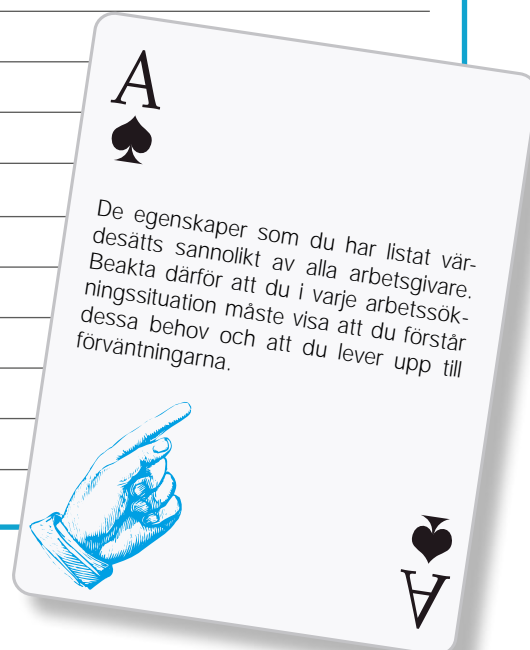 A
De egenskaper som du har listat vär-
desätts sannolikt av alla arbetsgivare.
Beakta därför att du i varje arbetssök-
ningssituation måste visa att du förstår
dessa behov och att du lever upp till
förväntningarna.
A